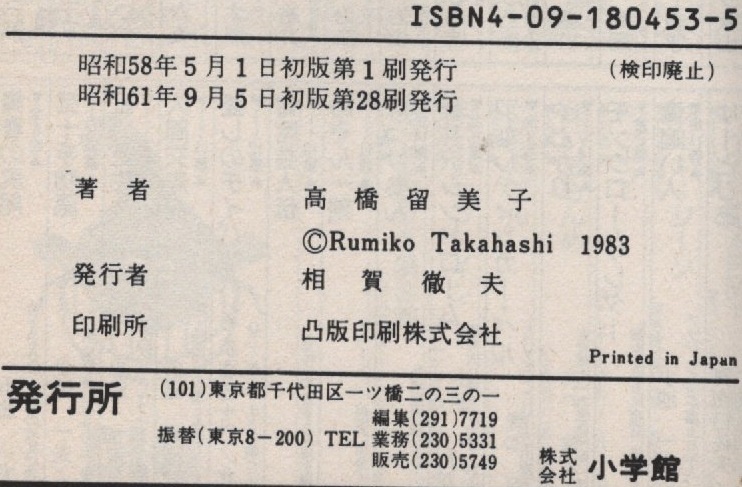 ISBN4-09-180453-5
昭和58年5月1日初版第1刷発行 (検印廃止)
昭和61年9月5日初版第28刷発行
著者 高橋留美子
©Rumiko Takahashi 1983
発行者 相賀徹夫
印刷所 凸版印刷株式会社
Printed in Japan
発行所 (101)東京都千代田区一ツ橋二の三の一
編集(291)7719
振替(東京8-200) TEL 業務(230)5331
販売(230)5749
株式会社 小学館